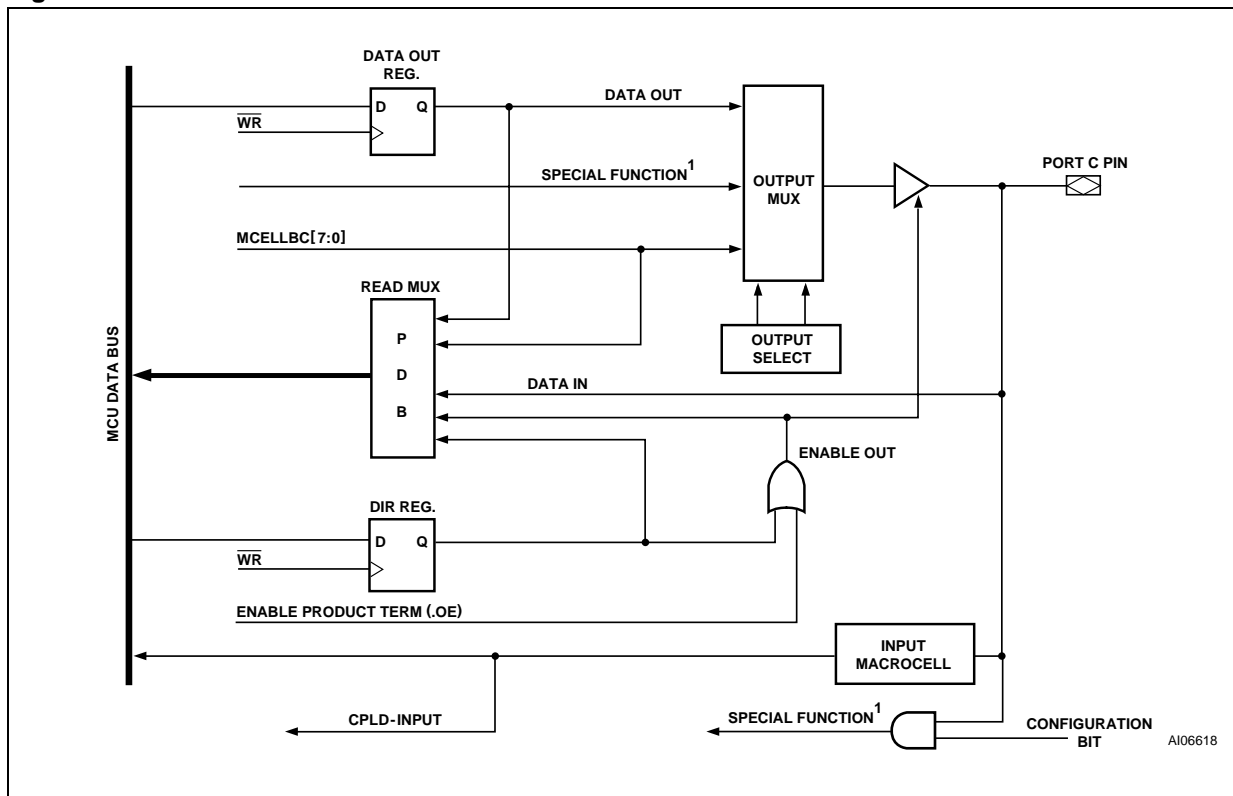 DATA OUT
REG.
D Q
WR
DATA OUT
SPECIAL FUNCTION1
OUTPUT
MUX
PORT C PIN
MCELLBC[7:0]
READ MUX
P
D
B
OUTPUT
SELECT
MCU DATA BUS
DATA IN
ENABLE OUT
DIR REG.
D Q
WR
ENABLE PRODUCT TERM (.OE)
INPUT
MACROCELL
CPLD-INPUT
SPECIAL FUNCTION1
CONFIGURATION
BIT
AI06618